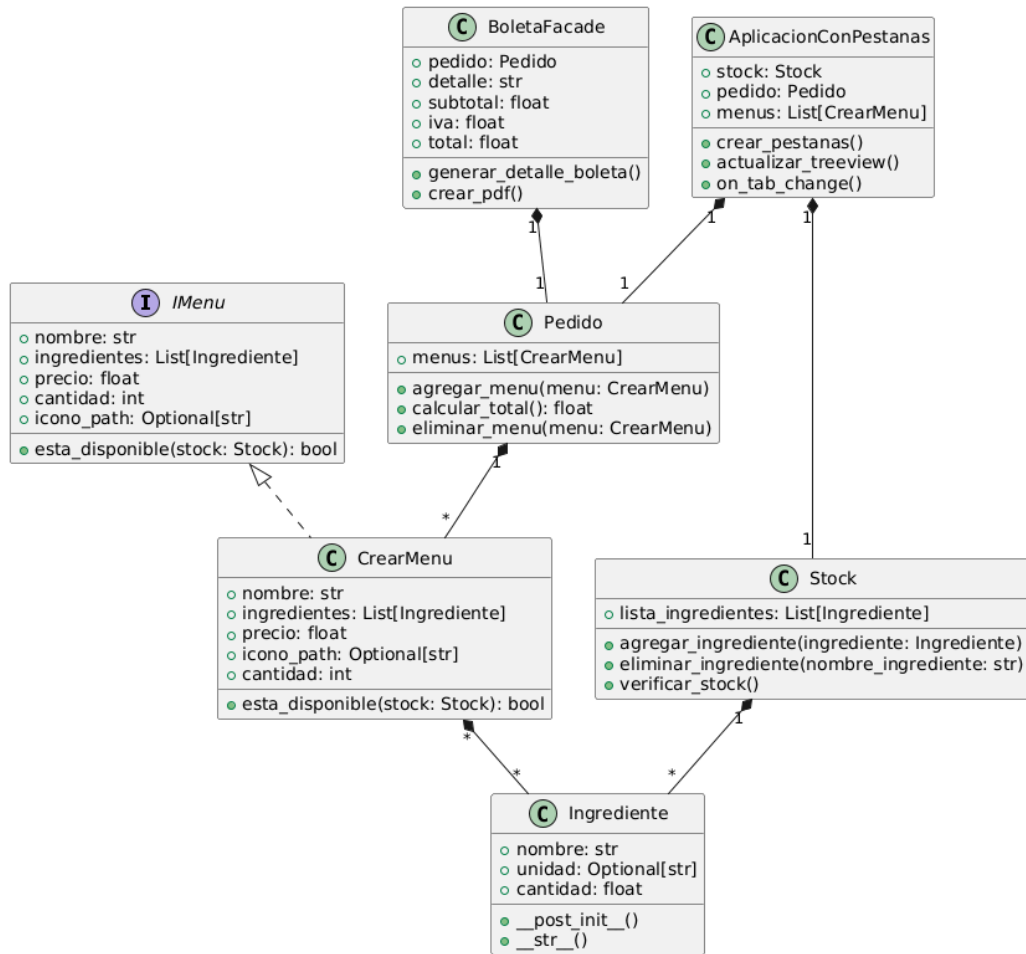 C BoletaFacade
pedido: Pedido
detalle: str
subtotal: float
iva: float
total: float
generar_detalle_boleta()
crear_pdf()
C AplicacionConPestanas
stock: Stock
pedido: Pedido
menus: List[CrearMenu]
crear_pestanas()
actualizar_treeview()
on_tab_change()
1
1
1
1
1
I IMenu
nombre: str
ingredientes: List[Ingrediente]
precio: float
cantidad: int
icono_path: Optional[str]
esta_disponible(stock: Stock): bool
C Pedido
menus: List[CrearMenu]
agregar_menu(menu: CrearMenu)
calcular_total(): float
eliminar_menu(menu: CrearMenu)
1
*
1
C CrearMenu
nombre: str
ingredientes: List[Ingrediente]
precio: float
icono_path: Optional[str]
cantidad: int
esta_disponible(stock: Stock): bool
C Stock
lista_ingredientes: List[Ingrediente]
agregar_ingrediente(ingrediente: Ingrediente)
eliminar_ingrediente(nombre_ingrediente: str)
verificar_stock()
*
1
*
*
C Ingrediente
nombre: str
unidad: Optional[str]
cantidad: float
__post_init__()
__str__()